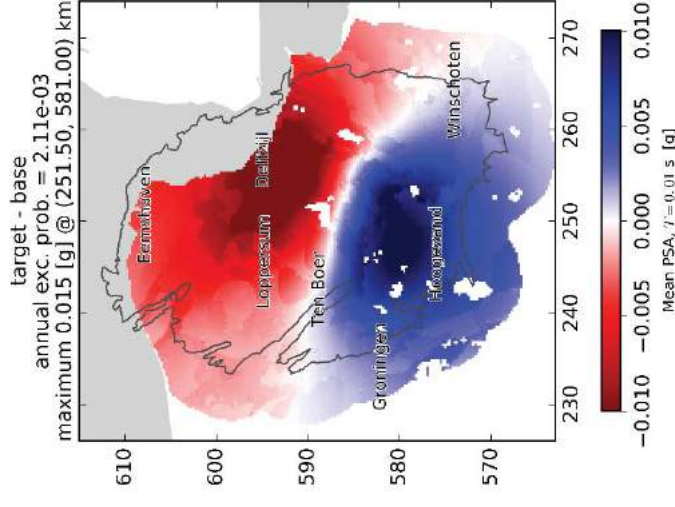 target - base
annual exc. prob. = 2.11e-03
maximum 0.015 [g] @ (251.50, 581.00) km
610
600
590
580
570
Eemshaven
Loppersum
Delfzijl
Ten Boer
Groningen
Hoogezand
Winschoten
230
240
250
260
270
−0.010
−0.005
0.000
0.005
0.010
Mean PSA, T=0.01 s [g]